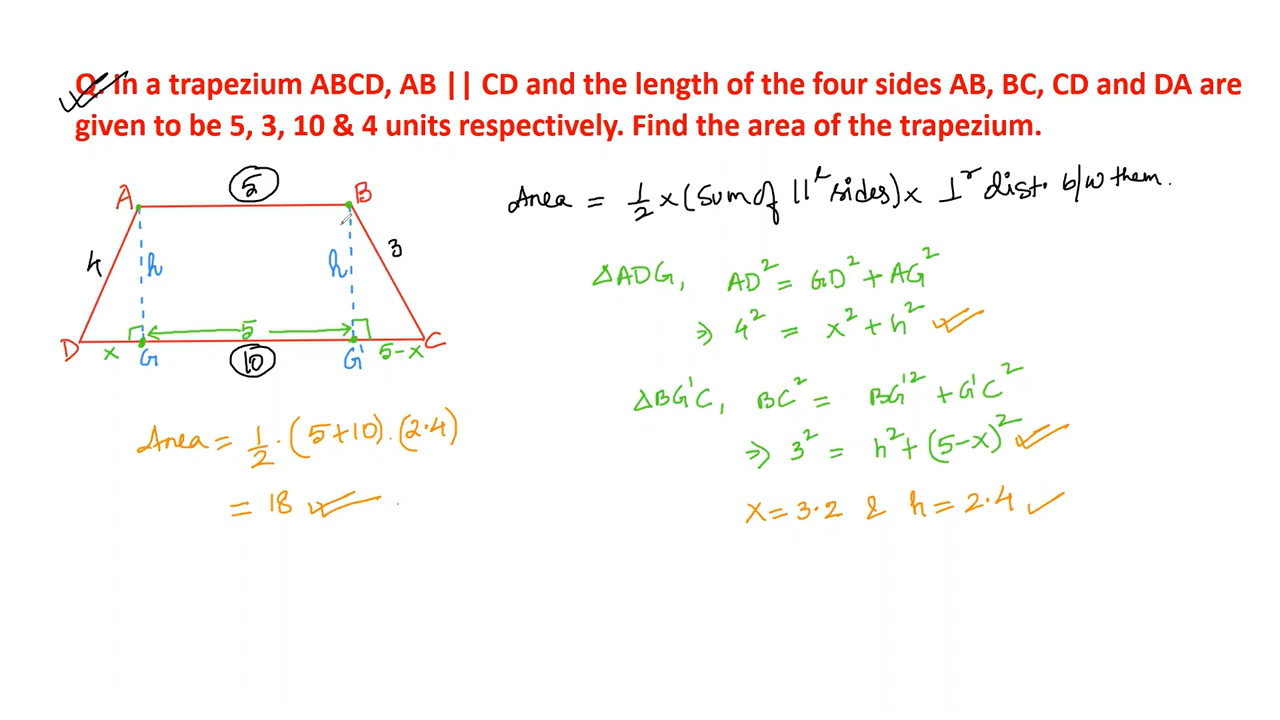 Q. In a trapezium ABCD, AB || CD and the length of the four sides AB, BC, CD and DA are
given to be 5, 3, 10 & 4 units respectively. Find the area of the trapezium.
A 5 B
4 h h 3
D x G 5 10 G' 5-x C
Area = 1/2 . (5+10) . (2.4)
= 18
Area = 1/2 × (Sum of ||ˡ sides) × ⊥ʳ dist. b/w them.
△ADG, AD² = GD² + AG²
⇒ 4² = x² + h²
△BG'C, BC² = BG'² + G'C²
⇒ 3² = h² + (5-x)²
x = 3.2 & h = 2.4